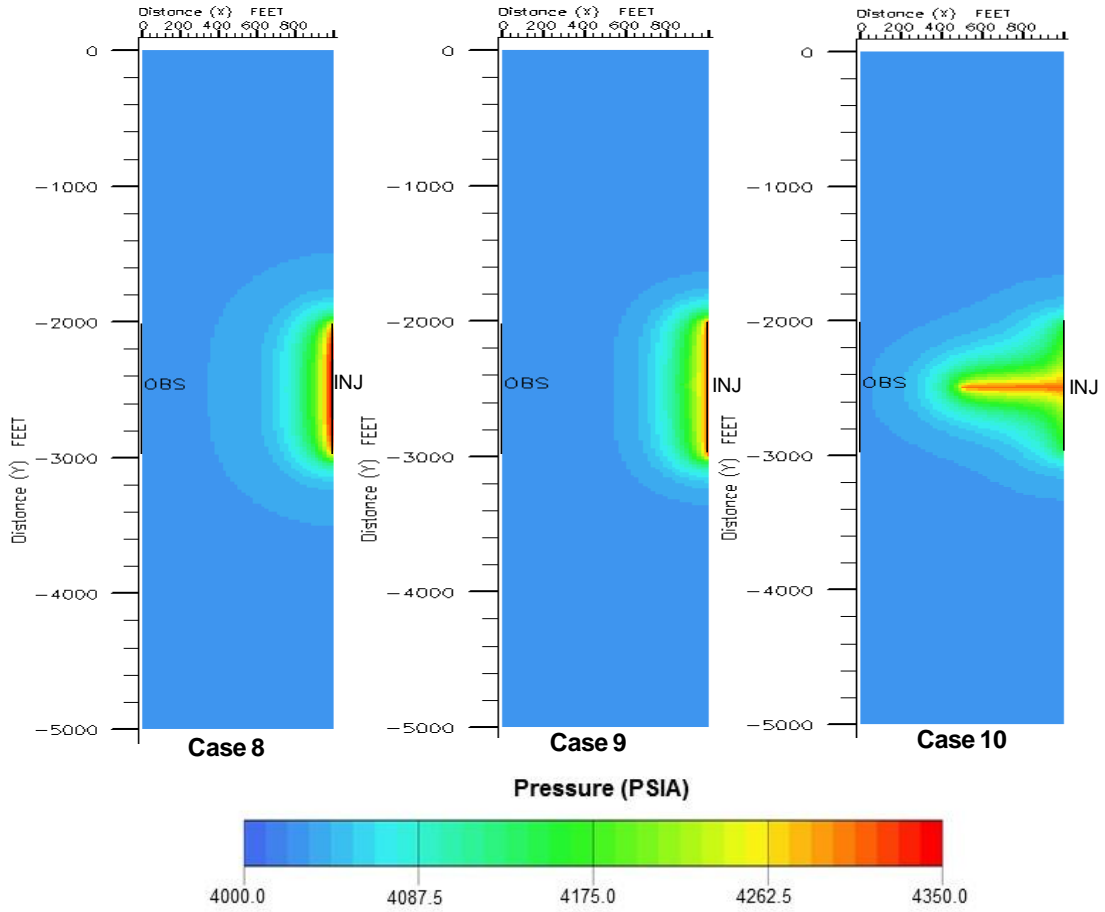 Distance (X) FEET
0 200 400 600 800
0
-1000
-2000
-3000
-4000
-5000
Distance (Y) FEET
OBS
INJ
Case 8
Distance (X) FEET
0 200 400 600 800
0
-1000
-2000
-3000
-4000
-5000
Distance (Y) FEET
OBS
INJ
Case 9
Distance (X) FEET
0 200 400 600 800
0
-1000
-2000
-3000
-4000
-5000
Distance (Y) FEET
OBS
INJ
Case 10
Pressure (PSIA)
4000.0 4087.5 4175.0 4262.5 4350.0